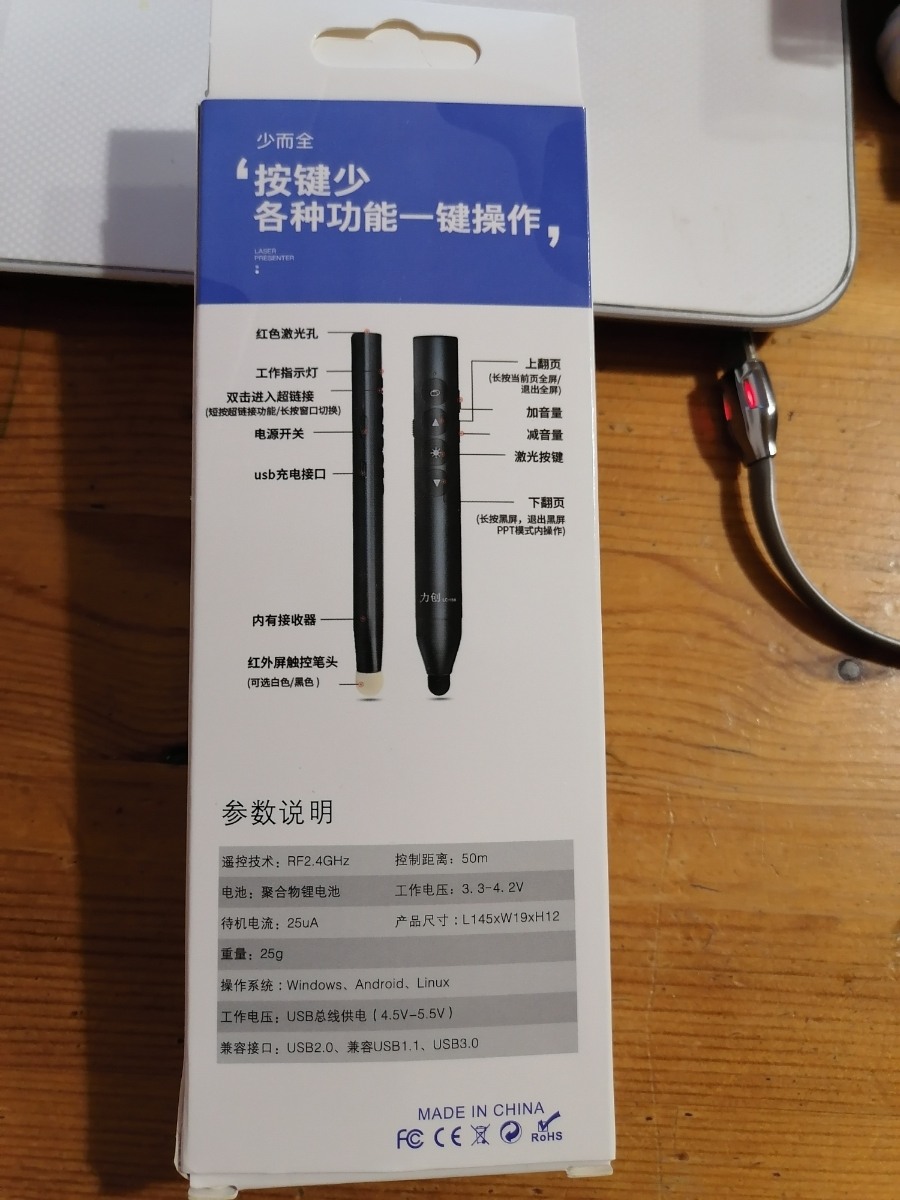 少而全
‘按键少
各种功能一键操作’
LASER
PRESENTER
红色激光孔
工作指示灯
双击进入超链接
(短按超链接功能/长按窗口切换)
电源开关
usb充电接口
内有接收器
红外屏触控笔头
(可选白色/黑色)
上翻页
(长按当前页全屏/
退出全屏)
加音量
减音量
激光按键
下翻页
(长按黑屏，退出黑屏
PPT模式内操作)
力创
参数说明
遥控技术：RF2.4GHz 控制距离：50m
电池：聚合物锂电池 工作电压：3.3-4.2V
待机电流：25uA 产品尺寸：L145xW19xH12
重量：25g
操作系统：Windows、Android、Linux
工作电压：USB总线供电（4.5V-5.5V）
兼容接口：USB2.0、兼容USB1.1、USB3.0
MADE IN CHINA
FC CE RoHS